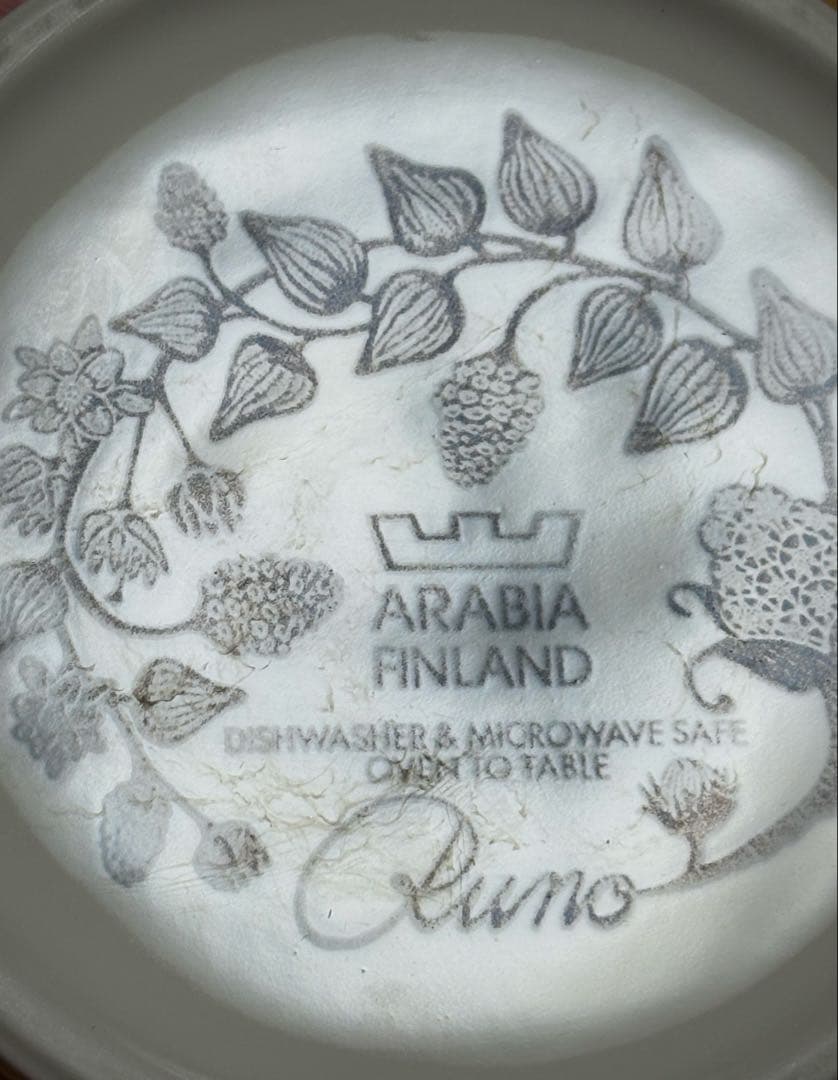 ARABIA
FINLAND
DISHWASHER & MICROWAVE SAFE
OVEN TO TABLE
Runo